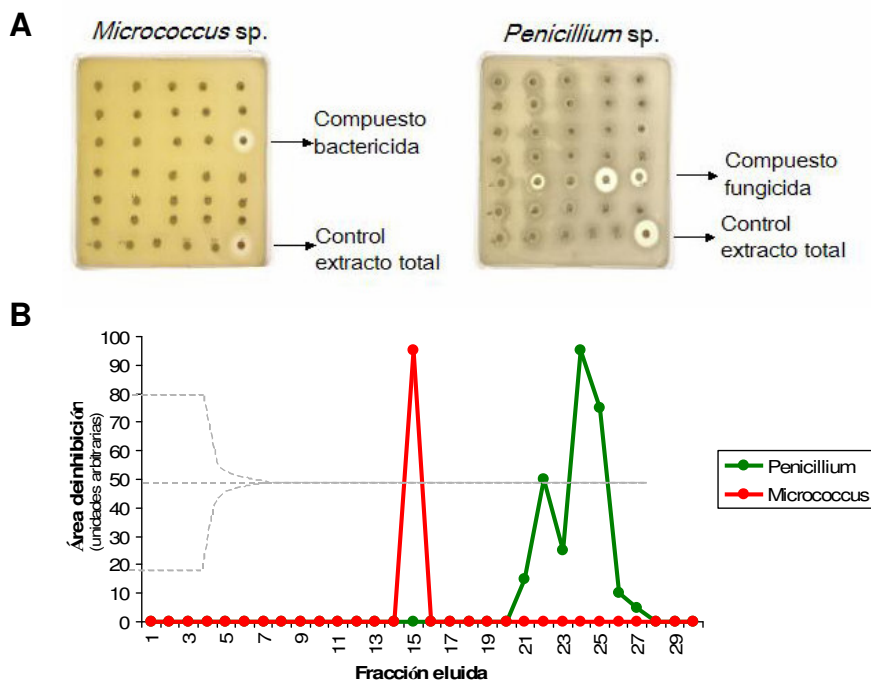 A
Micrococcus sp.
Penicillium sp.
Compuesto
bactericida
Control
extracto total
Compuesto
fungicida
Control
extracto total
B
Área deinhibición
(unidades arbitrarias)
100
90
80
70
60
50
40
30
20
10
0
1 3 5 7 9 11 13 15 17 19 21 23 25 27 29
Fracción eluida
Penicillium
Micrococcus